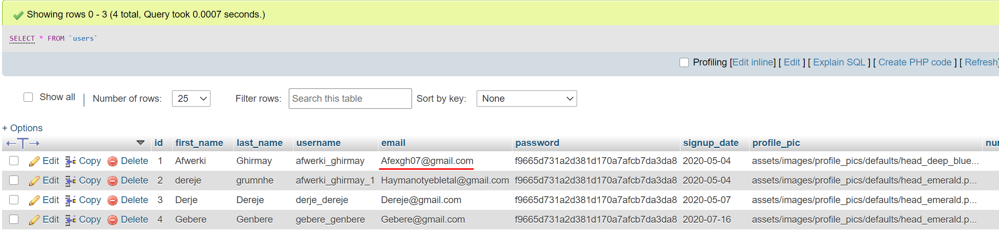 Showing rows 0 - 3 (4 total, Query took 0.0007 seconds.)
SELECT * FROM `users`
Profiling [Edit inline] [ Edit ] [ Explain SQL ] [ Create PHP code ] [ Refresh]
Show all | Number of rows: 25 Filter rows: Search this table Sort by key: None
+ Options
id first_name last_name username email password signup_date profile_pic
Edit Copy Delete 1 Afwerki Ghirmay afwerki_ghirmay Afexgh07@gmail.com f9665d731a2d381d170a7afcb7da3da8 2020-05-04 assets/images/profile_pics/defaults/head_deep_blue...
Edit Copy Delete 2 dereje grumnhe afwerki_ghirmay_1 Haymanotyebletal@gmail.com f9665d731a2d381d170a7afcb7da3da8 2020-05-04 assets/images/profile_pics/defaults/head_emerald.p...
Edit Copy Delete 3 Derje Dereje derje_dereje Dereje@gmail.com f9665d731a2d381d170a7afcb7da3da8 2020-05-07 assets/images/profile_pics/defaults/head_emerald.p...
Edit Copy Delete 4 Gebere Genbere gebere_genbere Gebere@gmail.com f9665d731a2d381d170a7afcb7da3da8 2020-07-16 assets/images/profile_pics/defaults/head_emerald.p...